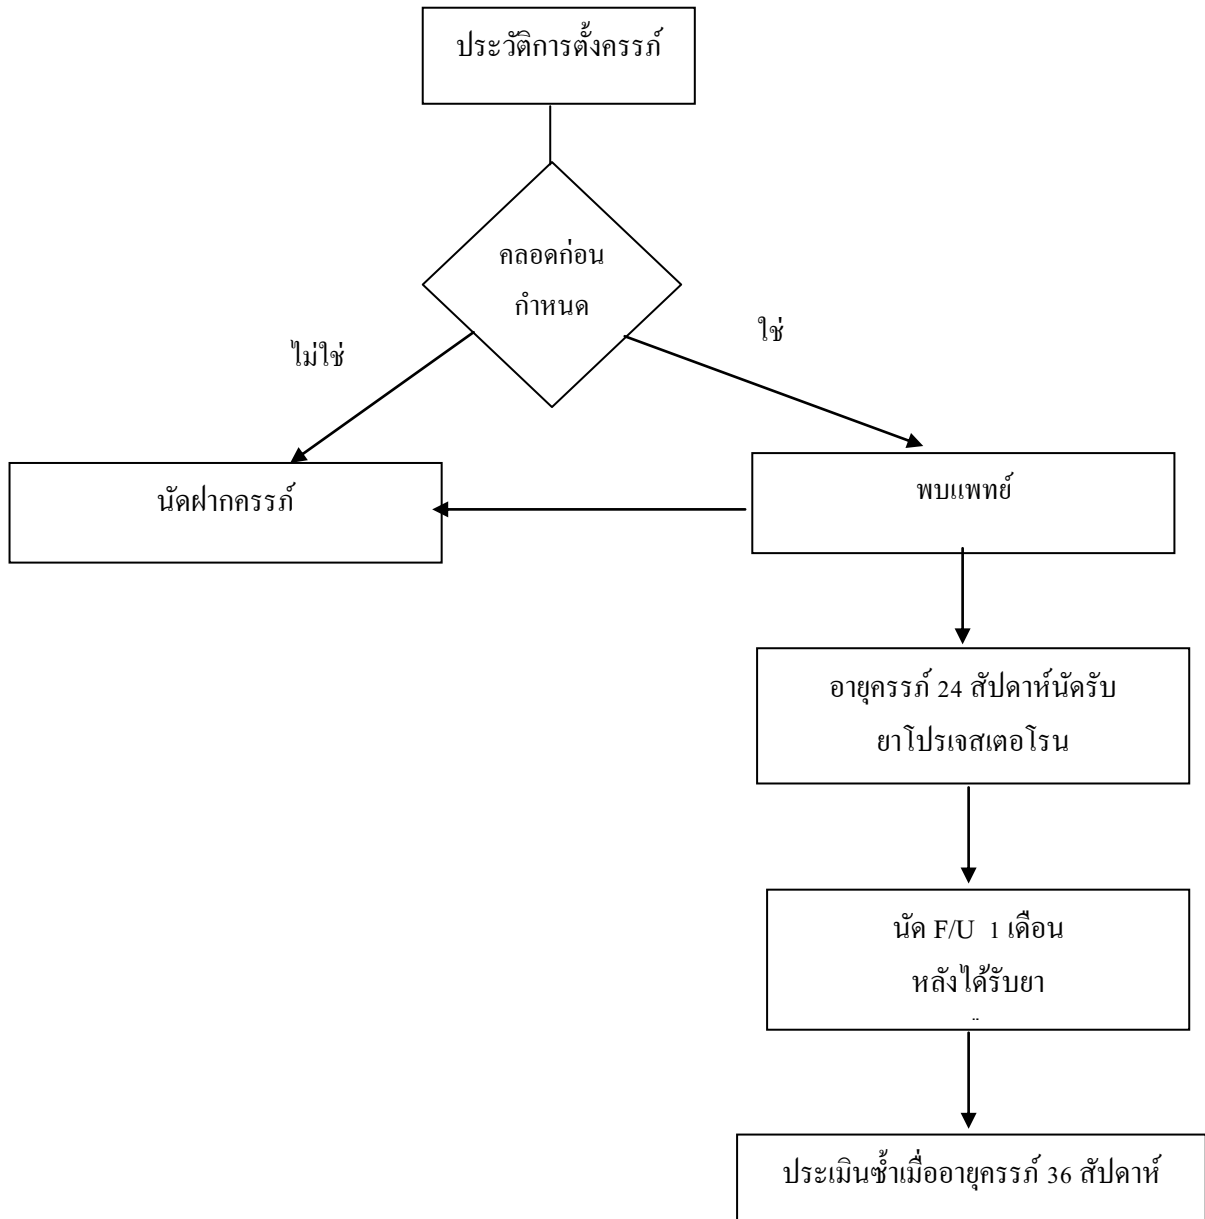 ประวัติการตั้งครรภ์
คลอดก่อน
กำหนด
ไม่ใช่
ใช่
นัดฝากครรภ์
พบแพทย์
อายุครรภ์ 24 สัปดาห์นัดรับ
ยาโปรเจสเตอโรน
นัด F/U 1 เดือน
หลังได้รับยา
ประเมินซ้ำเมื่ออายุครรภ์ 36 สัปดาห์